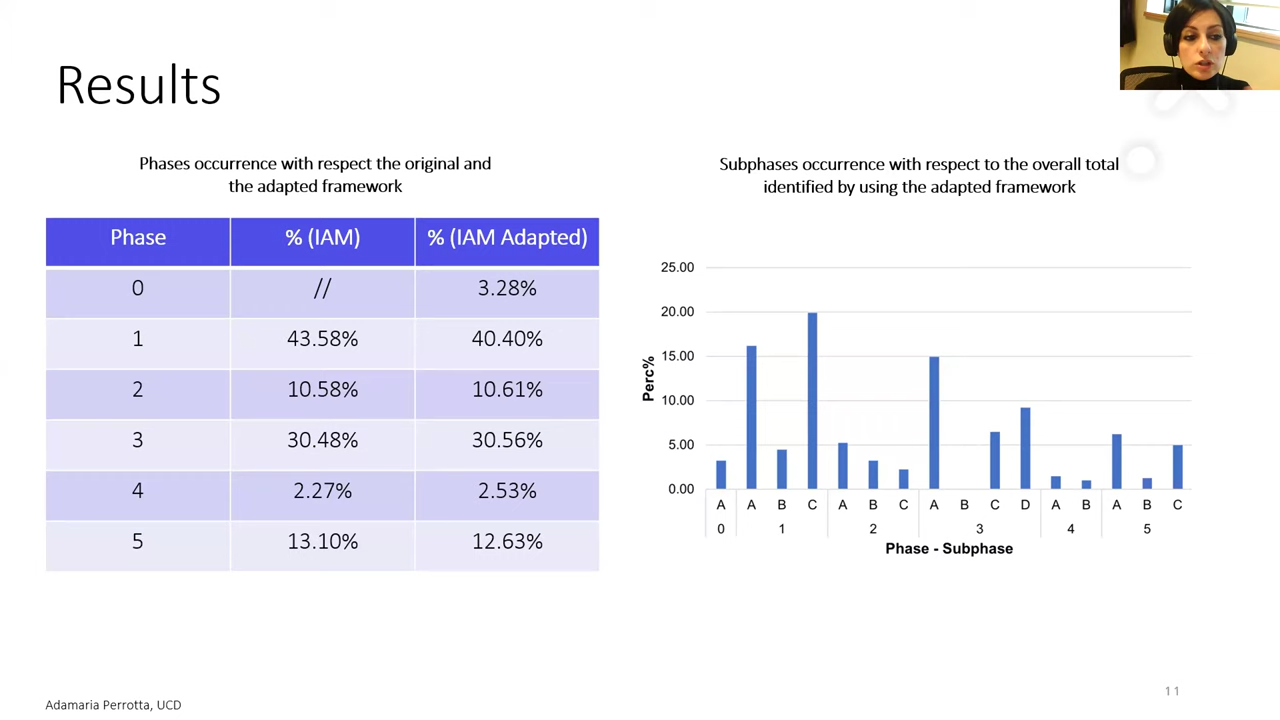 Results
Phases occurrence with respect the original and
the adapted framework
Phase % (IAM) % (IAM Adapted)
0 // 3.28%
1 43.58% 40.40%
2 10.58% 10.61%
3 30.48% 30.56%
4 2.27% 2.53%
5 13.10% 12.63%
Subphases occurrence with respect to the overall total
identified by using the adapted framework
25.00
20.00
15.00
10.00
5.00
0.00
Perc%
A A B C A B C A B C D A B A B C
0 1 2 3 4 5
Phase - Subphase
Adamaria Perrotta, UCD
11